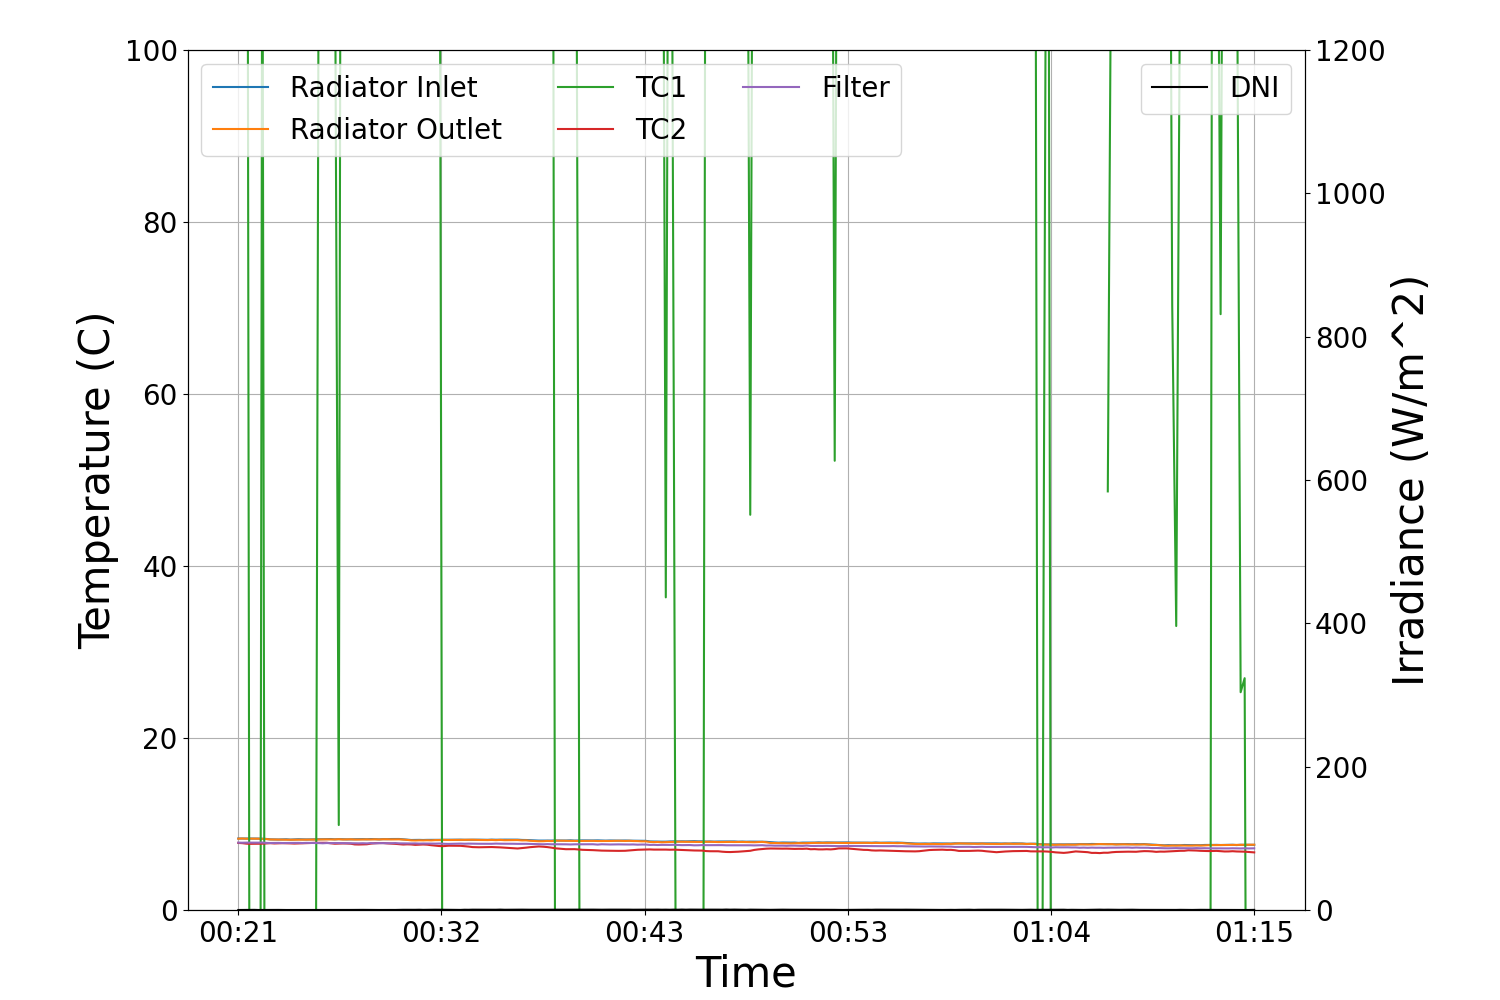 100
80
60
40
20
0
Temperature (C)
Radiator Inlet
Radiator Outlet
TC1
TC2
Filter
DNI
1200
1000
800
600
400
200
0
Irradiance (W/m^2)
00:21 00:32 00:43 00:53 01:04 01:15
Time